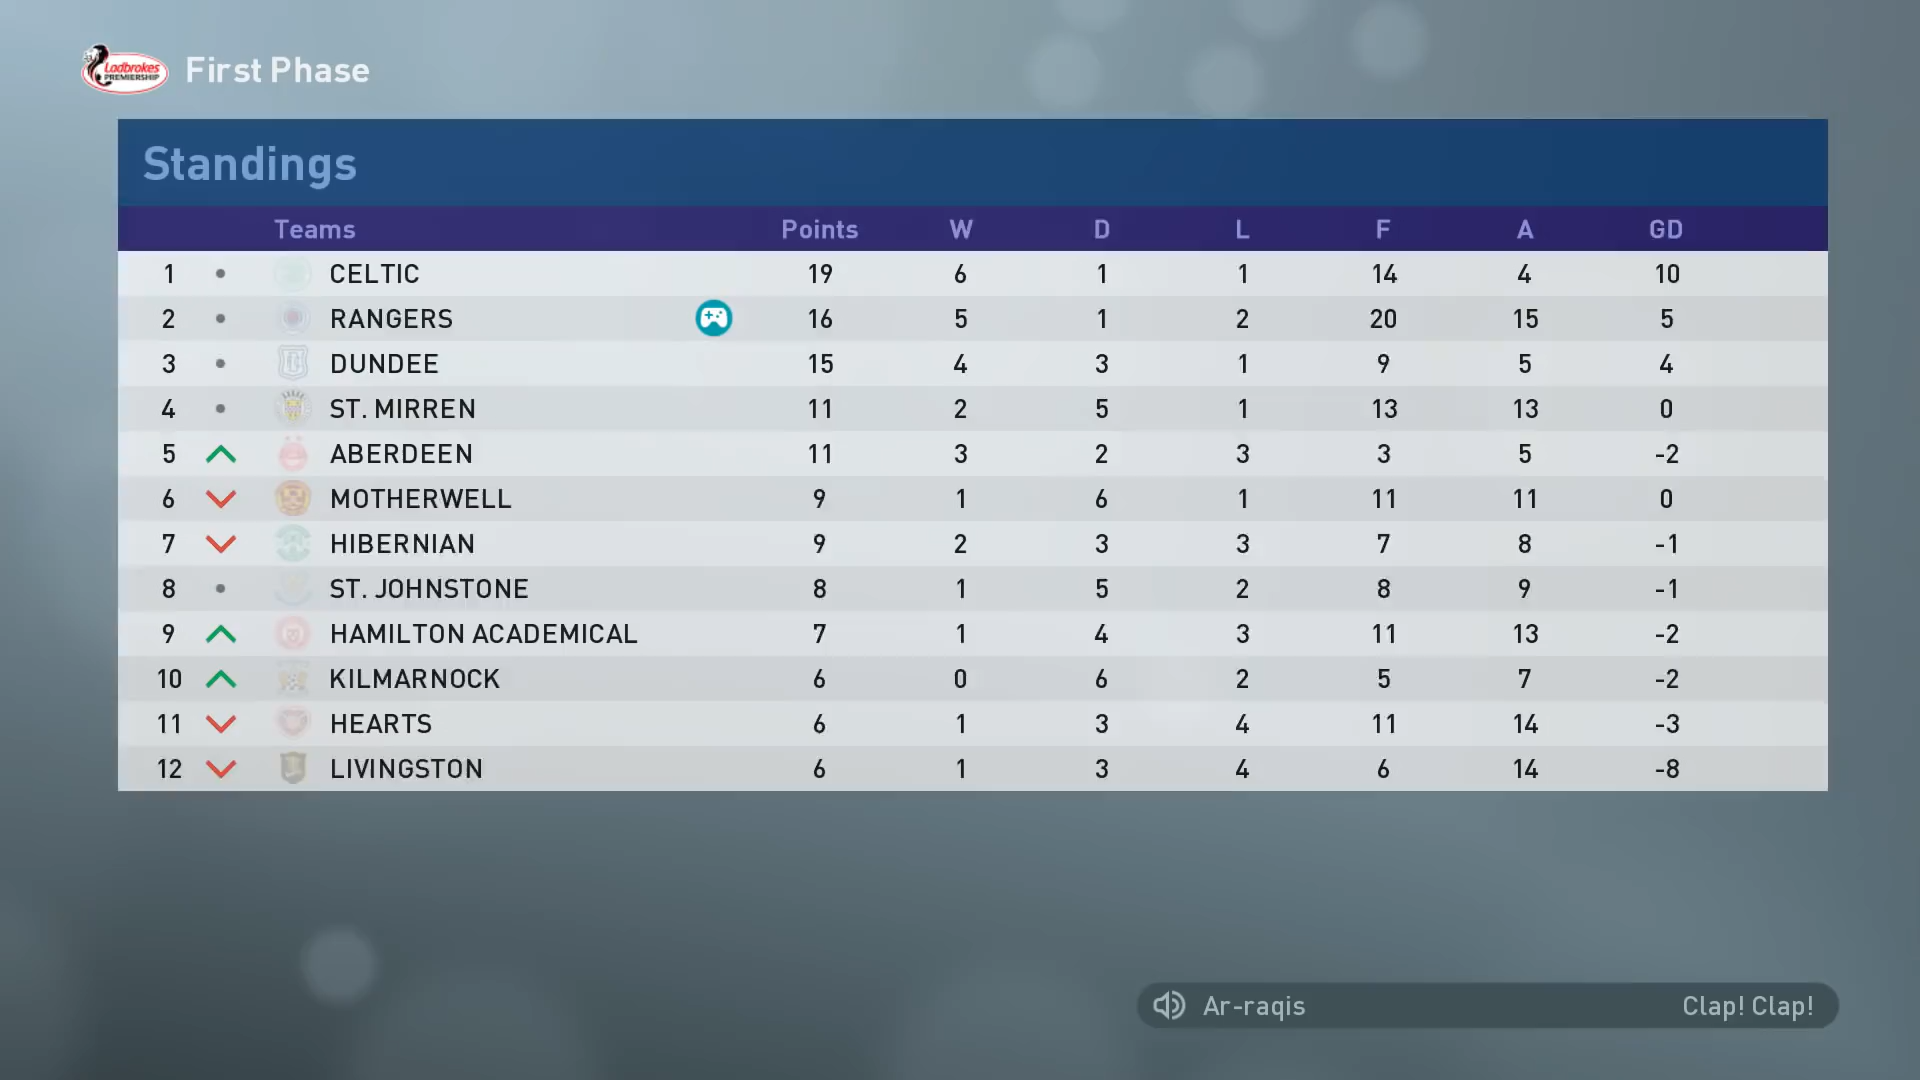 Ladbrokes PREMIERSHIP First Phase
Standings
Teams Points W D L F A GD
1 CELTIC 19 6 1 1 14 4 10
2 RANGERS 16 5 1 2 20 15 5
3 DUNDEE 15 4 3 1 9 5 4
4 ST. MIRREN 11 2 5 1 13 13 0
5 ABERDEEN 11 3 2 3 3 5 -2
6 MOTHERWELL 9 1 6 1 11 11 0
7 HIBERNIAN 9 2 3 3 7 8 -1
8 ST. JOHNSTONE 8 1 5 2 8 9 -1
9 HAMILTON ACADEMICAL 7 1 4 3 11 13 -2
10 KILMARNOCK 6 0 6 2 5 7 -2
11 HEARTS 6 1 3 4 11 14 -3
12 LIVINGSTON 6 1 3 4 6 14 -8
Ar-raqis Clap! Clap!